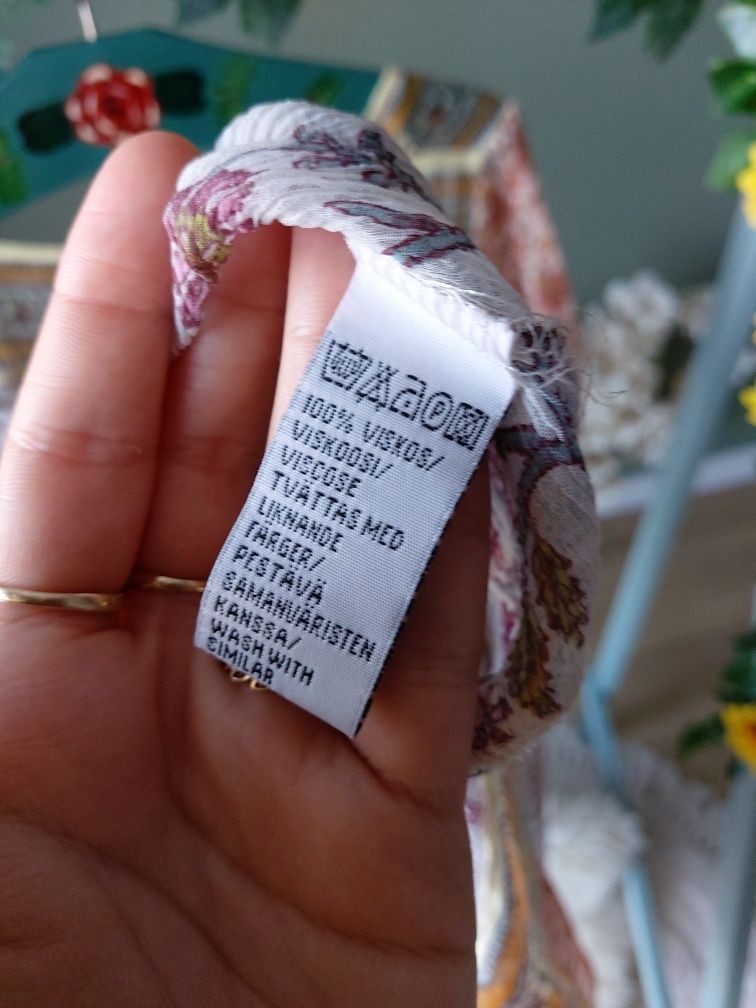 100% VISKOS/
VISKOOSI/
VISCOSE
TVÄTTAS MED
LIKNANDE
FÄRGER/
PESTÄVÄ
SAMANVÄRISTEN
KANSSA/
WASH WITH
SIMILAR